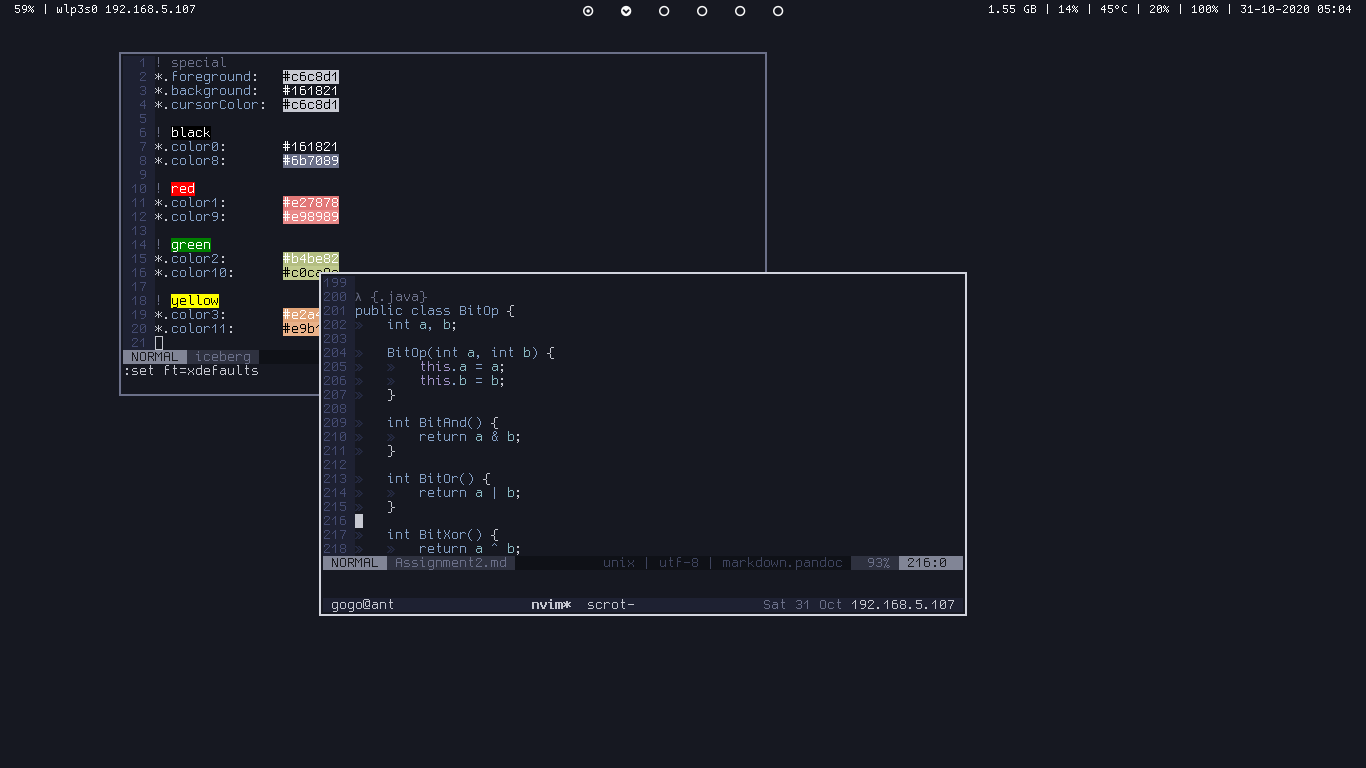 59% | wlp3s0 192.168.5.107
1.55 GB | 14% | 45°C | 20% | 100% | 31-10-2020 05:04
1 ! special
2 *.foreground: #c6c8d1
3 *.background: #161821
4 *.cursorColor: #c6c8d1
5
6 ! black
7 *.color0: #161821
8 *.color8: #6b7089
9
10 ! red
11 *.color1: #e27878
12 *.color9: #e98989
13
14 ! green
15 *.color2: #b4be82
16 *.color10:
17
18 ! yellow
19 *.color3: #e2a4
20 *.color11: #e9b
21
NORMAL iceberg
:set ft=xdefaults
199
200 λ {.java}
201 public class BitOp {
202 » int a, b;
203
204 » BitOp(int a, int b) {
205 » » this.a = a;
206 » » this.b = b;
207 » }
208
209 » int BitAnd() {
210 » » return a & b;
211 » }
212
213 » int BitOr() {
214 » » return a | b;
215 » }
216
217 » int BitXor() {
218 » » return a ^ b;
NORMAL Assignment2.md unix | utf-8 | markdown.pandoc 93% 216:0
gogo@ant nvim* scrot- Sat 31 Oct 192.168.5.107